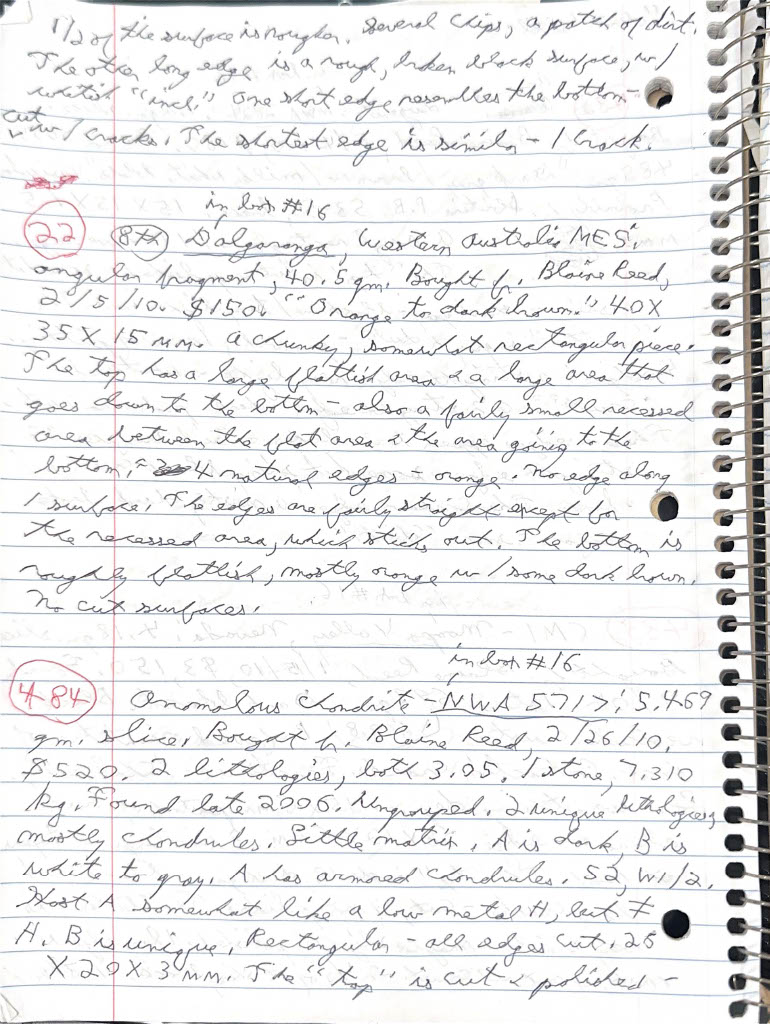 1/2 of the surface is rougher. Several chips, a patch of dirt.
The other long edge is a rough, broken black surface, w/
whitish "incl." One short edge resembles the bottom -
cut w/ cracks. The shortest edge is similar - 1 crack.
in box #16
22 8th Dalgaranga, Western Australia MES.
angular fragment, 40.5 gm. Bought fr. Blaine Reed,
2/5/10. $150. "Orange to dark brown." 40X
35 X 15 mm. A chunky, somewhat rectangular piece.
The top has a large flattish area & a large area that
goes down to the bottom - also a fairly small recessed
area between the flat area & the area going to the
bottom. 4 natural edges - orange. No edge along
1 surface. The edges are fairly straight except for
the recessed area, which sticks out. The bottom is
roughly flattish, mostly orange w/ some dark brown.
No cut surfaces.
in box #16
484 Anomalous Chondrite - NWA 5717; 5.469
gm. slice. Bought fr. Blaine Reed, 2/26/10.
$520. 2 lithologies, both 3.05. 1 stone, 7.310
kg. Found late 2006. Ungrouped. 2 unique lithologies,
mostly chondrules. Little matrix. A is dark, B is
white to gray. A has armored chondrules. S2, W1/2.
Host A somewhat like a low metal H, but ≠
H. B is unique. Rectangular - all edges cut. 25
X 20 X 3 mm. The "top" is cut & polished -